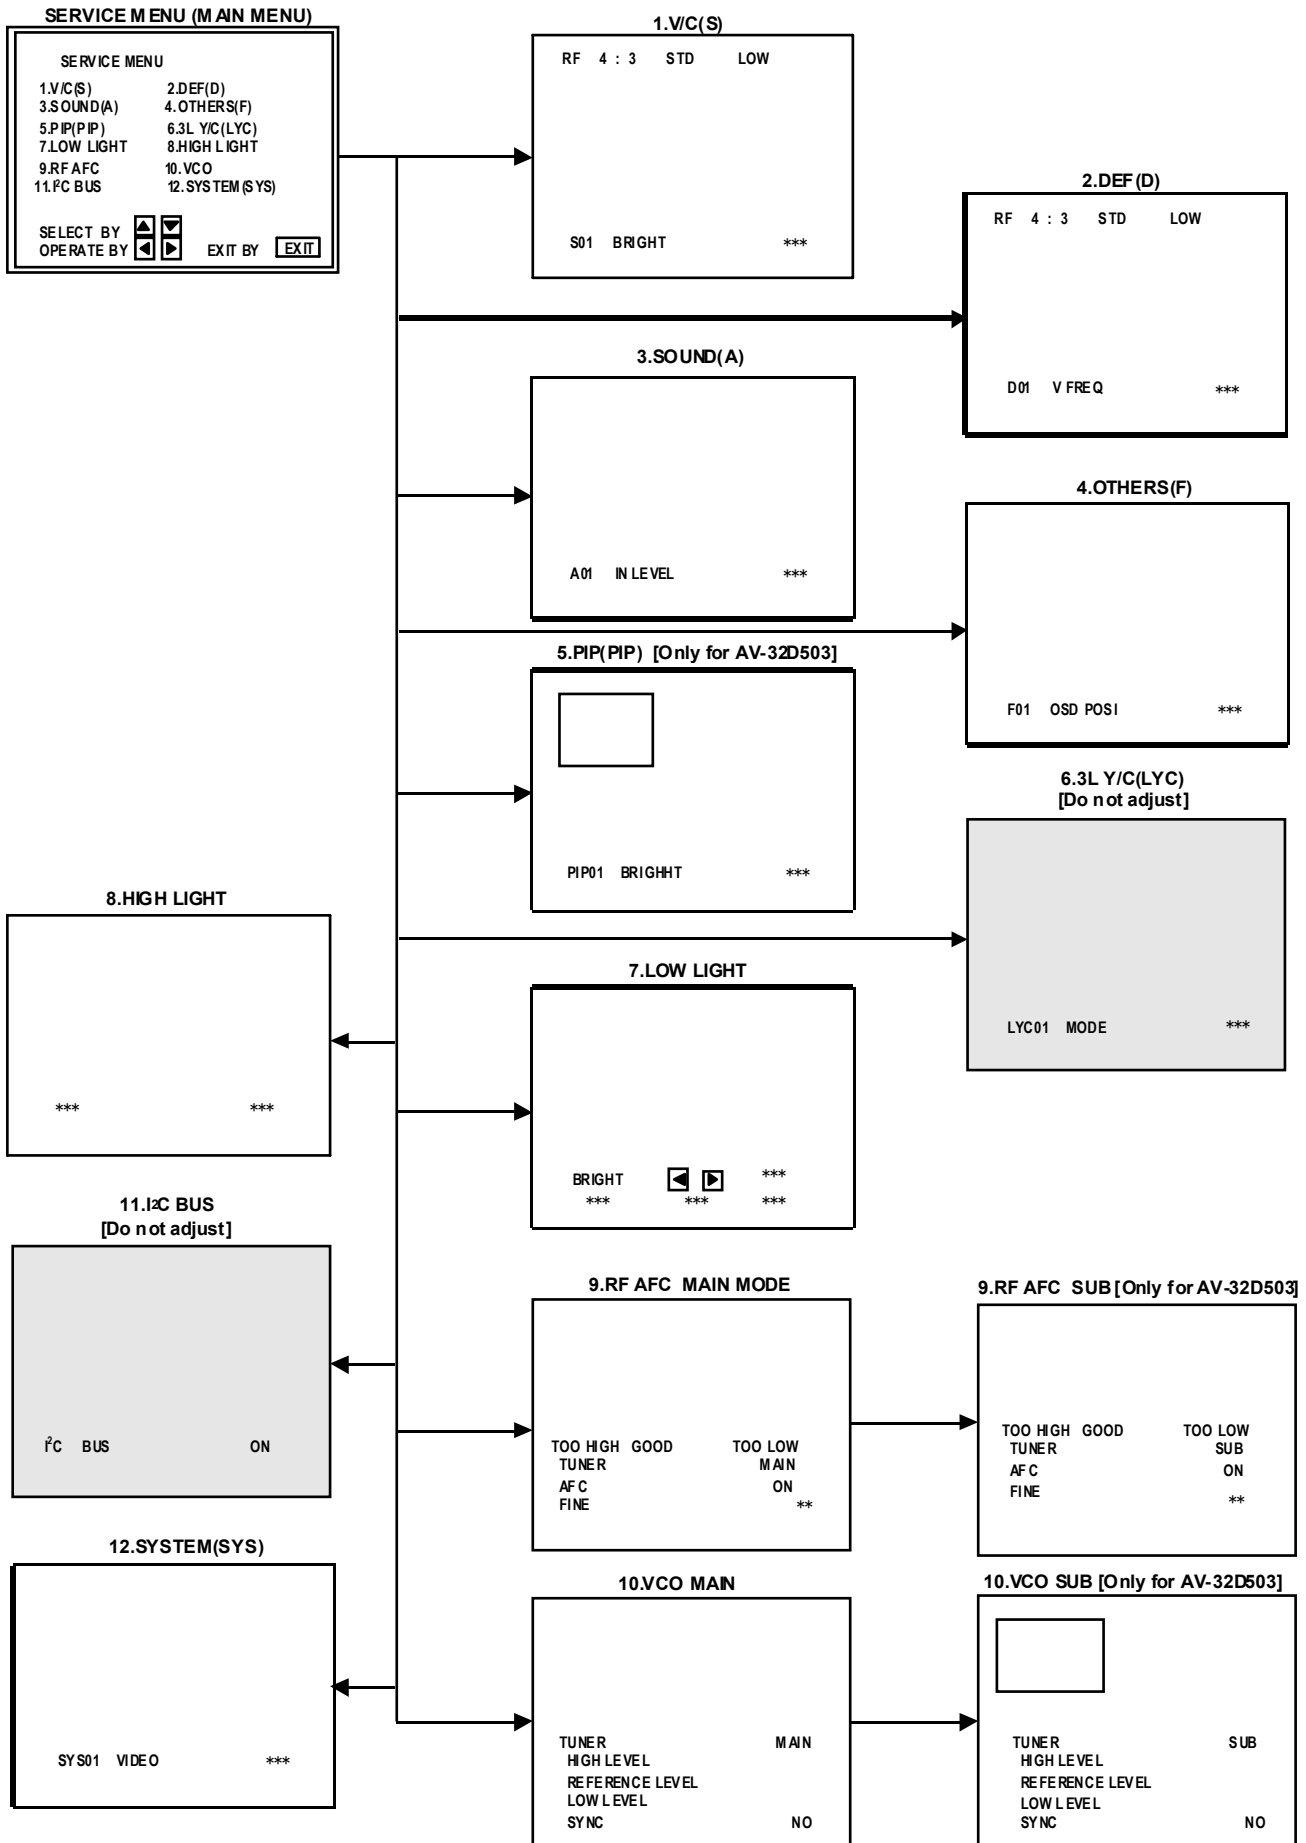 SERVICE MENU (MAIN MENU)
SERVICE MENU
1.V/C(S) 2.DEF(D)
3.SOUND(A) 4.OTHERS(F)
5.PIP(PIP) 6.3L Y/C(LYC)
7.LOW LIGHT 8.HIGH LIGHT
9.RF AFC 10.VCO
11.I²C BUS 12.SYSTEM(SYS)
SELECT BY ▲ ▼
OPERATE BY ◀ ▶ EXIT BY EXIT
1.V/C(S)
RF 4 : 3 STD LOW
S01 BRIGHT ***
2.DEF(D)
RF 4 : 3 STD LOW
D01 V FREQ ***
3.SOUND(A)
A01 IN LEVEL ***
4.OTHERS(F)
F01 OSD POSI ***
5.PIP(PIP) [Only for AV-32D503]
PIP01 BRIGHHT ***
6.3L Y/C(LYC)
[Do not adjust]
LYC01 MODE ***
8.HIGH LIGHT
*** ***
7.LOW LIGHT
BRIGHT ◀ ▶ ***
*** *** ***
11.I²C BUS
[Do not adjust]
I²C BUS ON
9.RF AFC MAIN MODE
TOO HIGH GOOD TOO LOW
TUNER MAIN
AFC ON
FINE **
9.RF AFC SUB [Only for AV-32D503]
TOO HIGH GOOD TOO LOW
TUNER SUB
AFC ON
FINE **
12.SYSTEM(SYS)
SYS01 VIDEO ***
10.VCO MAIN
TUNER MAIN
HIGH LEVEL
REFERENCE LEVEL
LOW LEVEL
SYNC NO
10.VCO SUB [Only for AV-32D503]
TUNER SUB
HIGH LEVEL
REFERENCE LEVEL
LOW LEVEL
SYNC NO